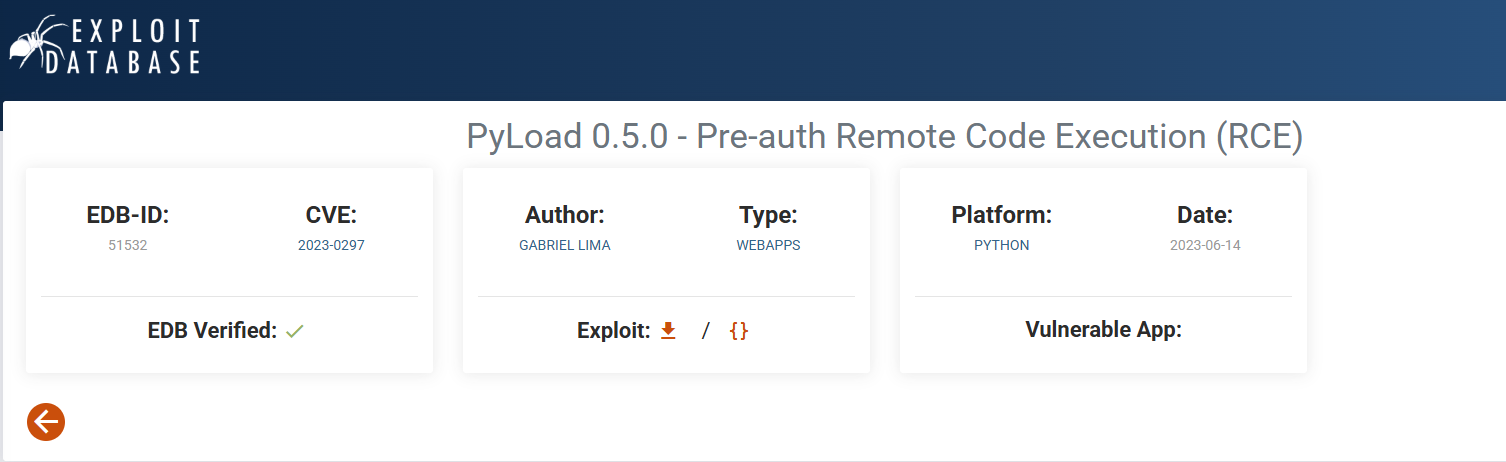 EXPLOIT
DATABASE
PyLoad 0.5.0 - Pre-auth Remote Code Execution (RCE)
EDB-ID:
51532
CVE:
2023-0297
EDB Verified:
Author:
GABRIEL LIMA
Type:
WEBAPPS
Exploit: / {}
Platform:
PYTHON
Date:
2023-06-14
Vulnerable App: